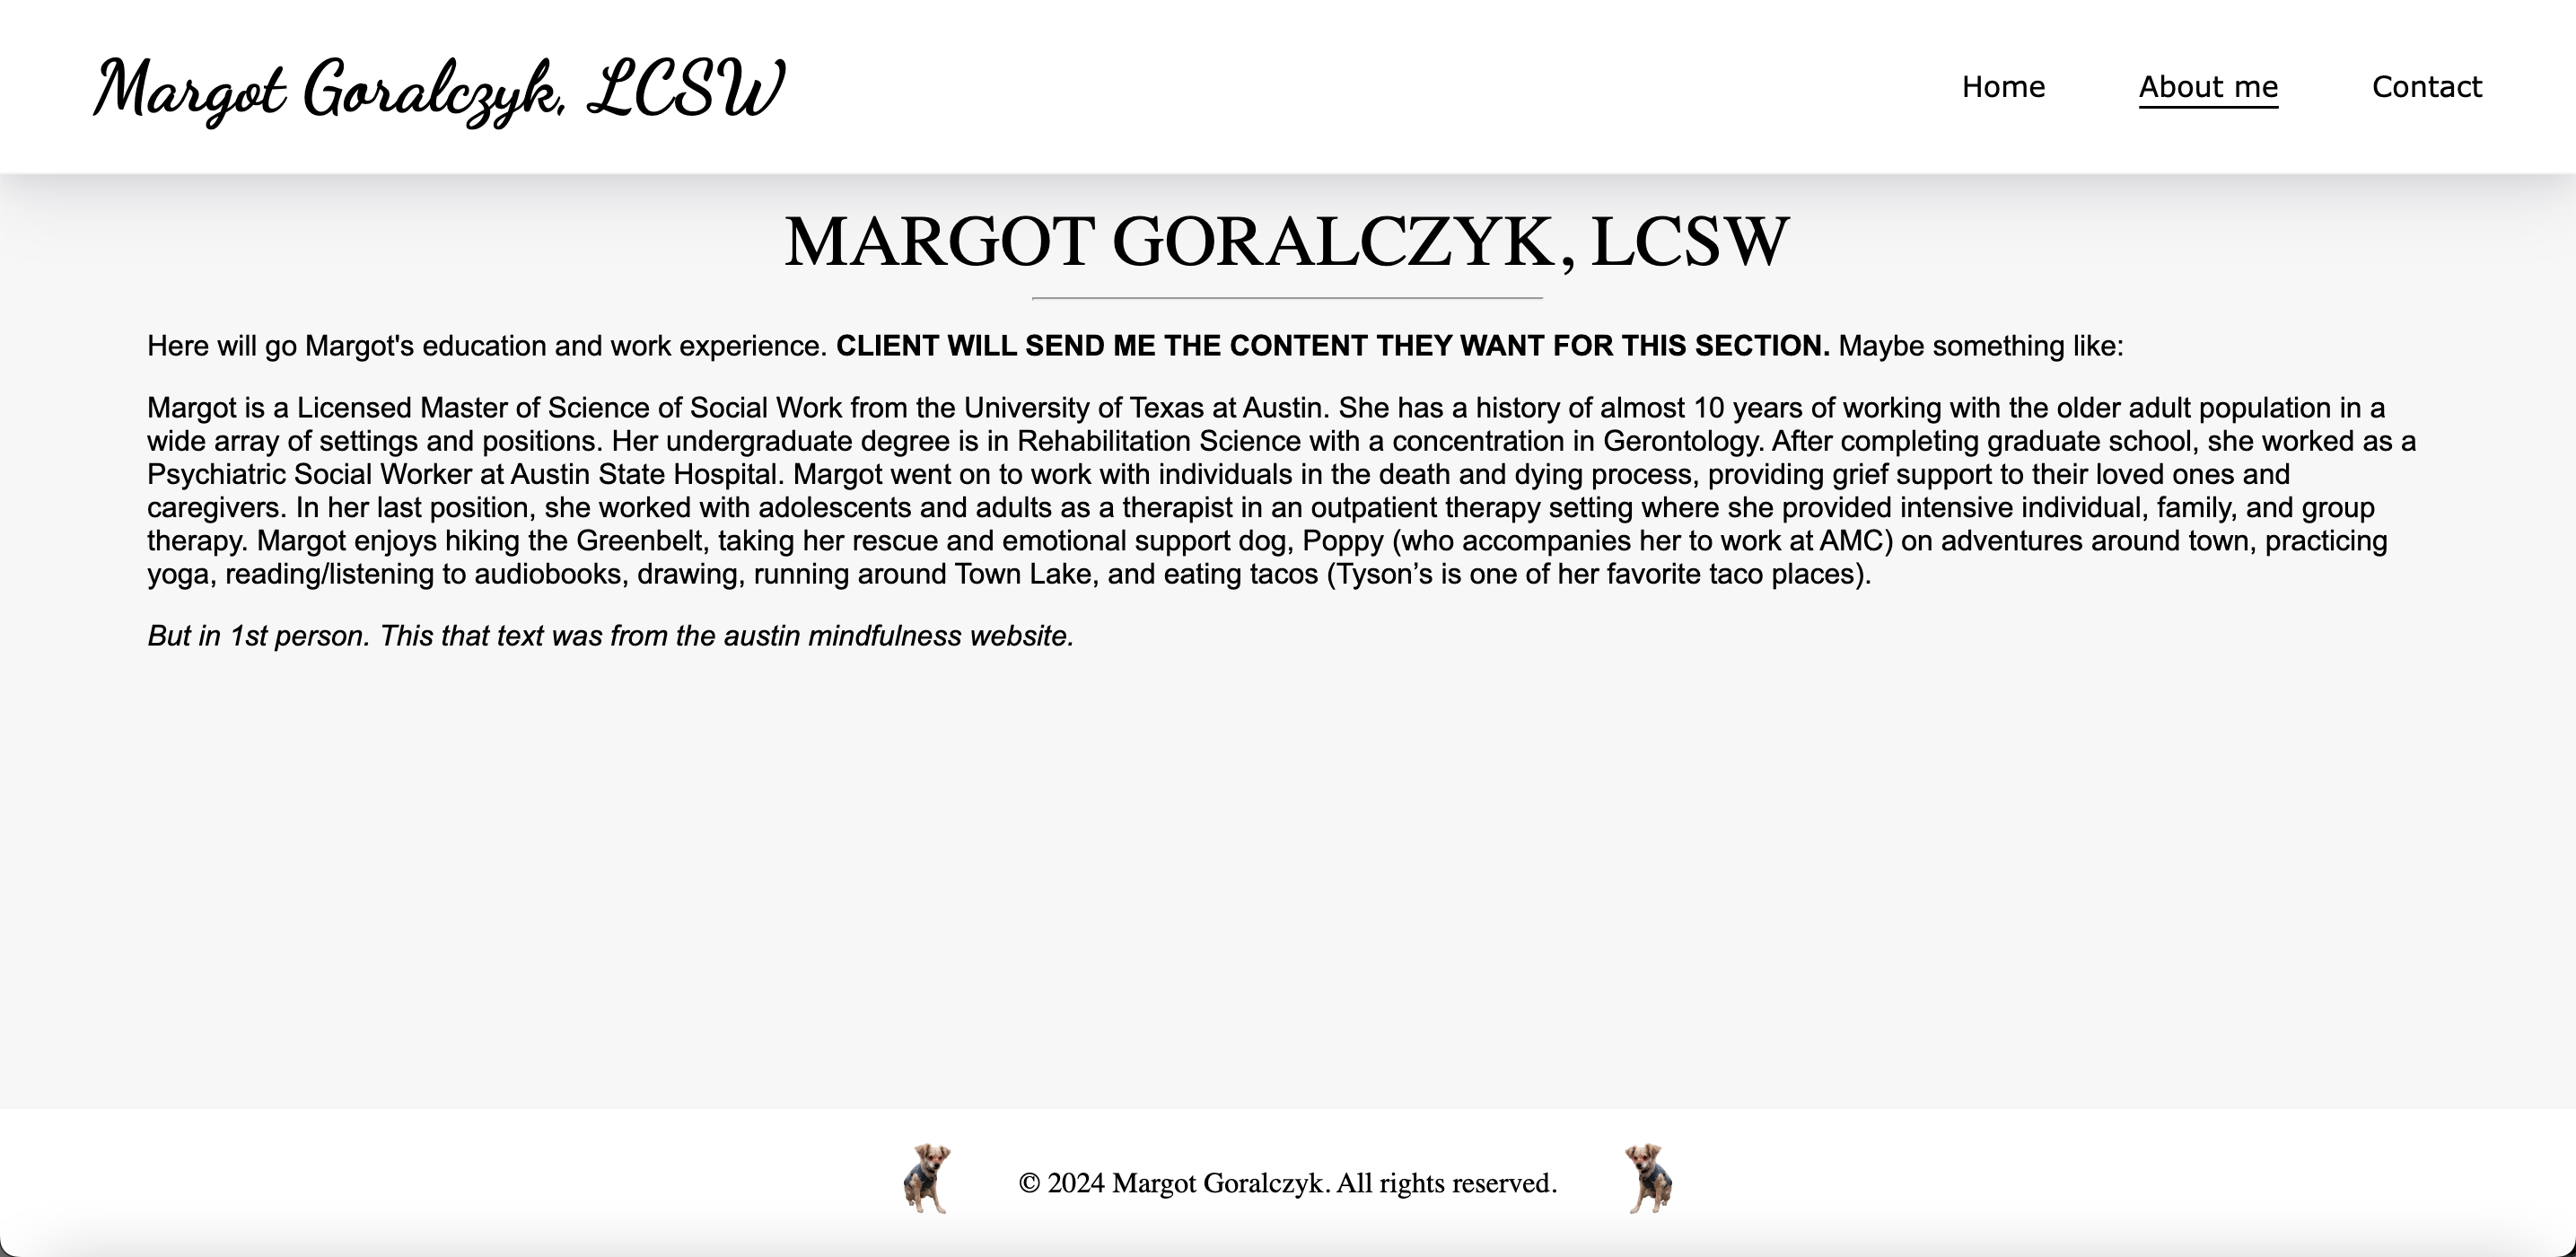 Margot Goralczyk, LCSW
Home
About me
Contact
MARGOT GORALCZYK, LCSW
Here will go Margot's education and work experience. CLIENT WILL SEND ME THE CONTENT THEY WANT FOR THIS SECTION. Maybe something like:
Margot is a Licensed Master of Science of Social Work from the University of Texas at Austin. She has a history of almost 10 years of working with the older adult population in a
wide array of settings and positions. Her undergraduate degree is in Rehabilitation Science with a concentration in Gerontology. After completing graduate school, she worked as a
Psychiatric Social Worker at Austin State Hospital. Margot went on to work with individuals in the death and dying process, providing grief support to their loved ones and
caregivers. In her last position, she worked with adolescents and adults as a therapist in an outpatient therapy setting where she provided intensive individual, family, and group
therapy. Margot enjoys hiking the Greenbelt, taking her rescue and emotional support dog, Poppy (who accompanies her to work at AMC) on adventures around town, practicing
yoga, reading/listening to audiobooks, drawing, running around Town Lake, and eating tacos (Tyson’s is one of her favorite taco places).
But in 1st person. This that text was from the austin mindfulness website.
© 2024 Margot Goralczyk. All rights reserved.